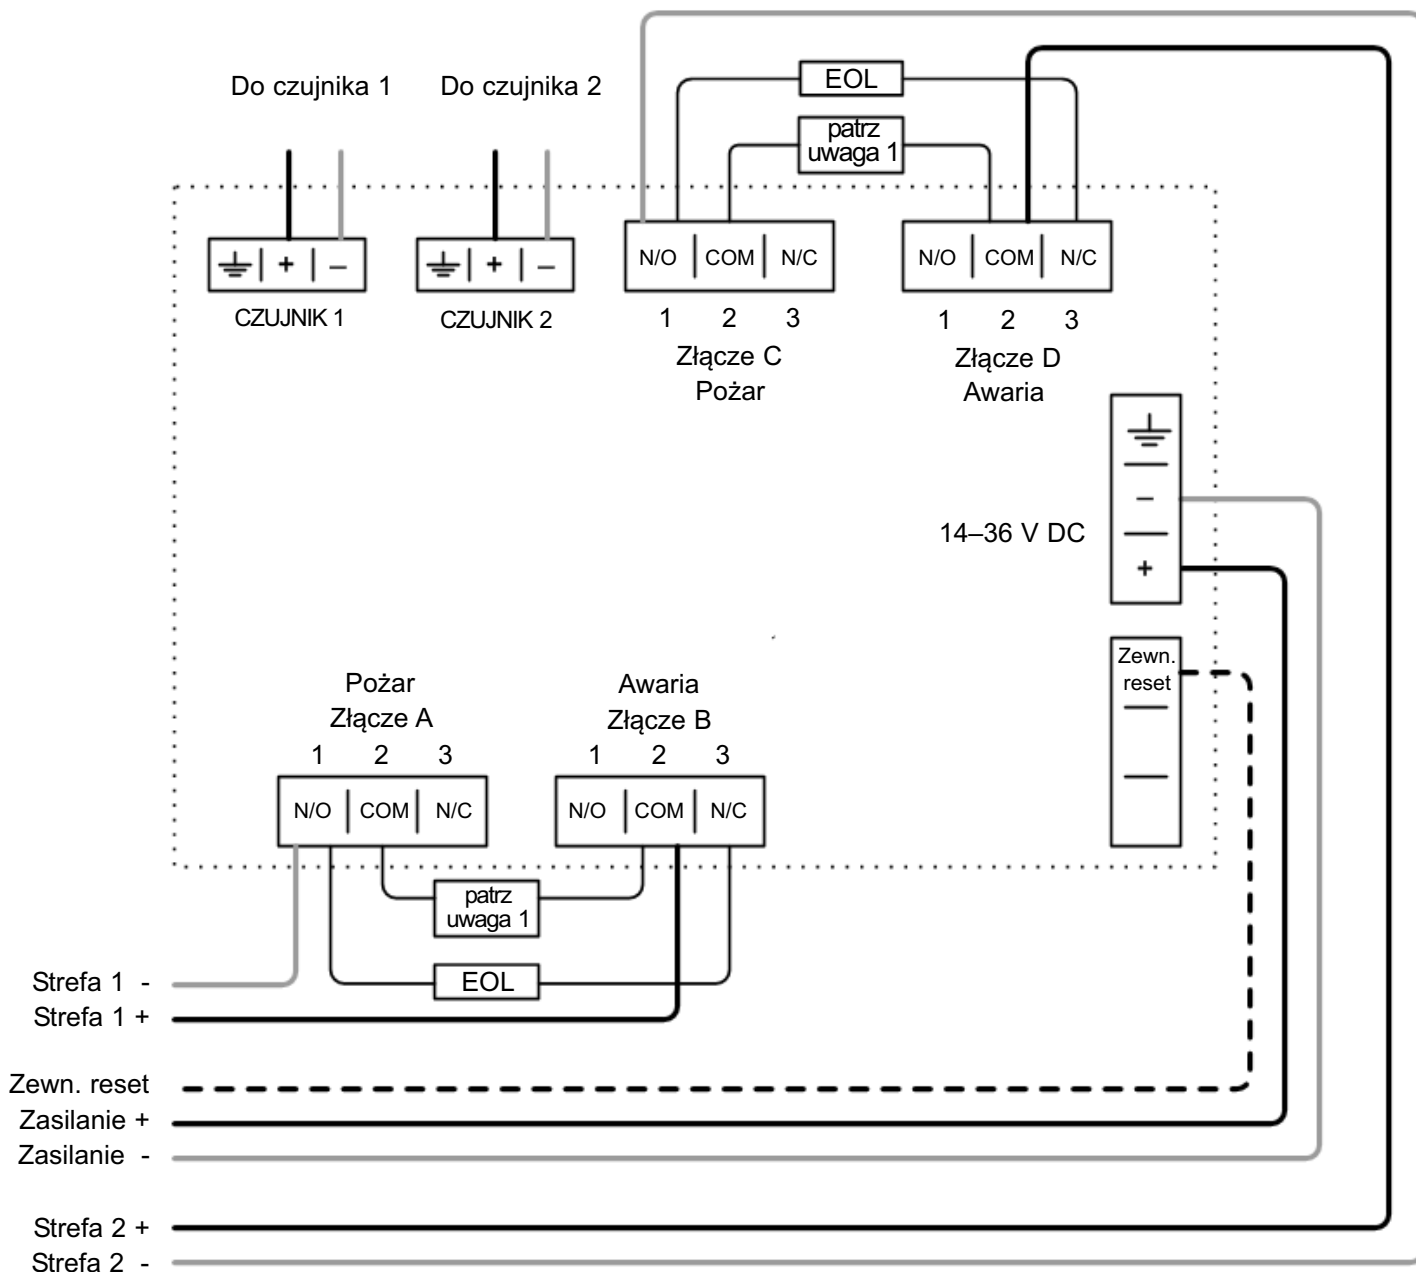 Do czujnika 1
Do czujnika 2
EOL
patrz
uwaga 1
+ –
CZUJNIK 1
+ –
CZUJNIK 2
N/O COM N/C
1 2 3
Złącze C
Pożar
N/O COM N/C
1 2 3
Złącze D
Awaria
–
14–36 V DC
+
Zewn.
reset
Pożar
Złącze A
1 2 3
N/O COM N/C
Awaria
Złącze B
1 2 3
N/O COM N/C
patrz
uwaga 1
EOL
Strefa 1 -
Strefa 1 +
Zewn. reset
Zasilanie +
Zasilanie -
Strefa 2 +
Strefa 2 -